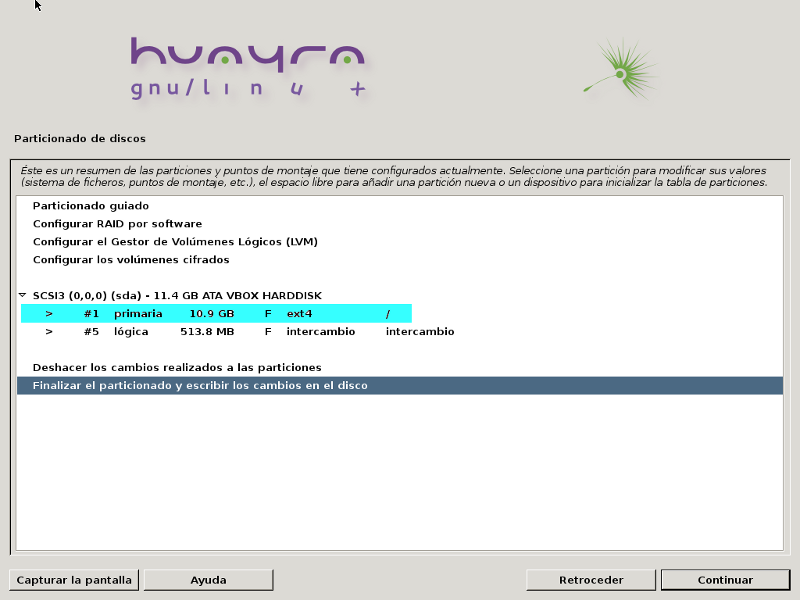 huayra
gnu/linux
Particionado de discos
Éste es un resumen de las particiones y puntos de montaje que tiene configurados actualmente. Seleccione una partición para modificar sus valores
(sistema de ficheros, puntos de montaje, etc.), el espacio libre para añadir una partición nueva o un dispositivo para inicializar la tabla de particiones.
Particionado guiado
Configurar RAID por software
Configurar el Gestor de Volúmenes Lógicos (LVM)
Configurar los volúmenes cifrados
SCSI3 (0,0,0) (sda) - 11.4 GB ATA VBOX HARDDISK
> #1 primaria 10.9 GB F ext4 /
> #5 lógica 513.8 MB F intercambio intercambio
Deshacer los cambios realizados a las particiones
Finalizar el particionado y escribir los cambios en el disco
Capturar la pantalla Ayuda Retroceder Continuar